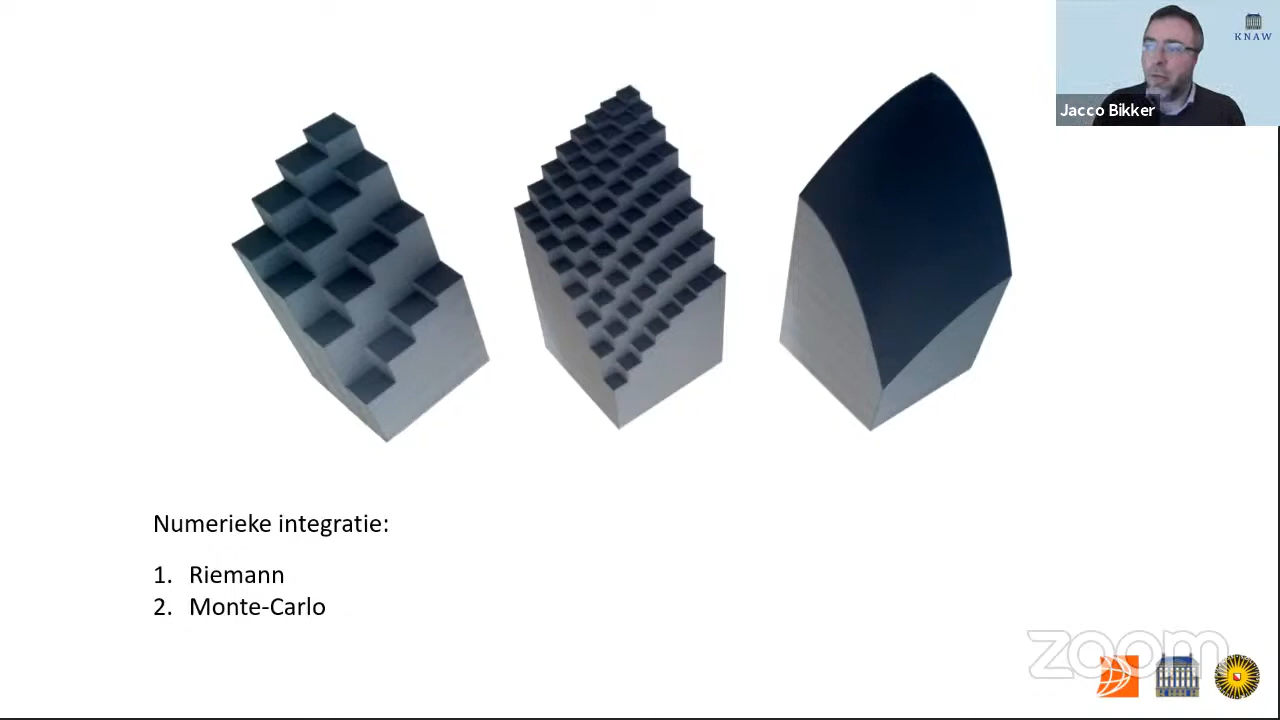 KNAW
Jacco Bikker
Numerieke integratie:
1. Riemann
2. Monte-Carlo
zoom